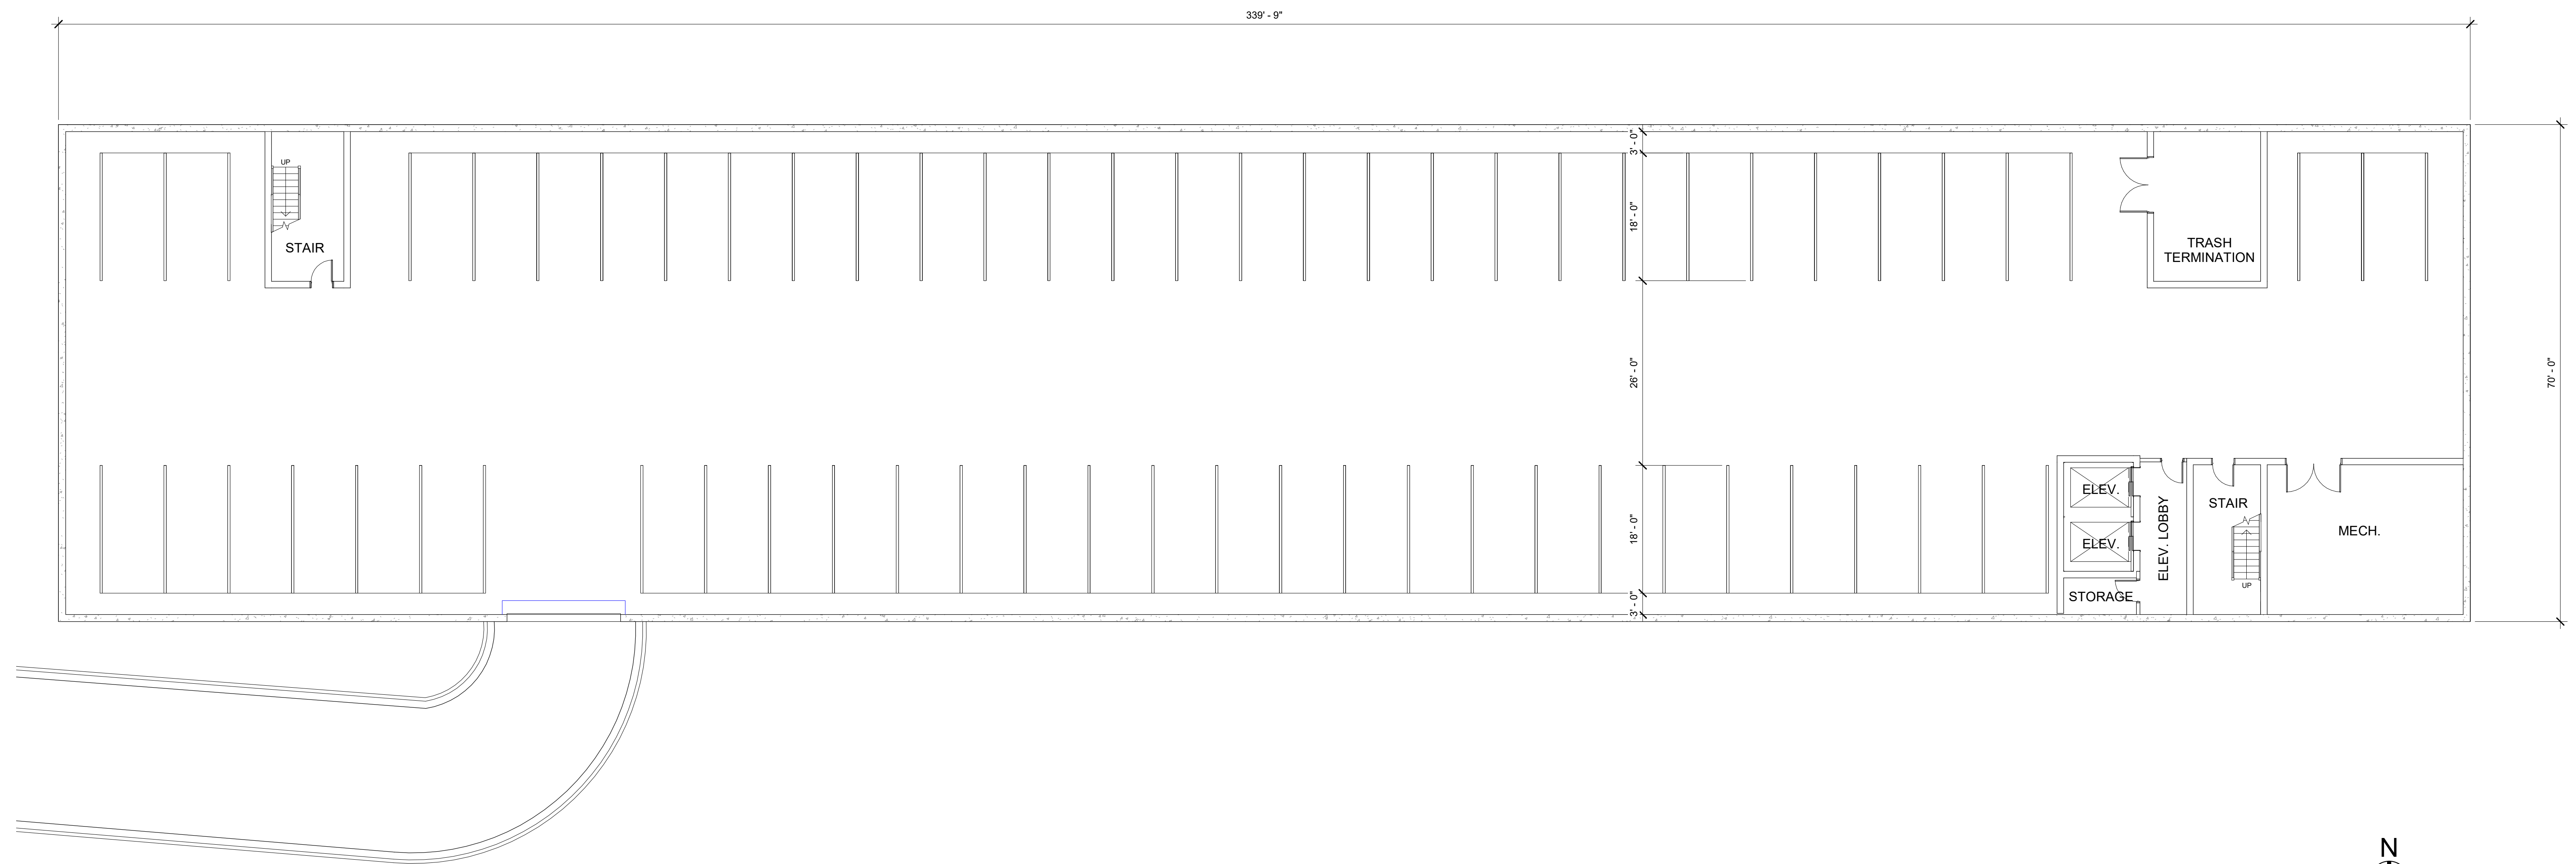 339' - 9"
3' - 0"
UP
18' - 0"
STAIR
TRASH
TERMINATION
26' - 0"
70' - 0"
ELEV.
STAIR
ELEV. LOBBY
18' - 0"
MECH.
ELEV.
UP
STORAGE
3' - 0"
N